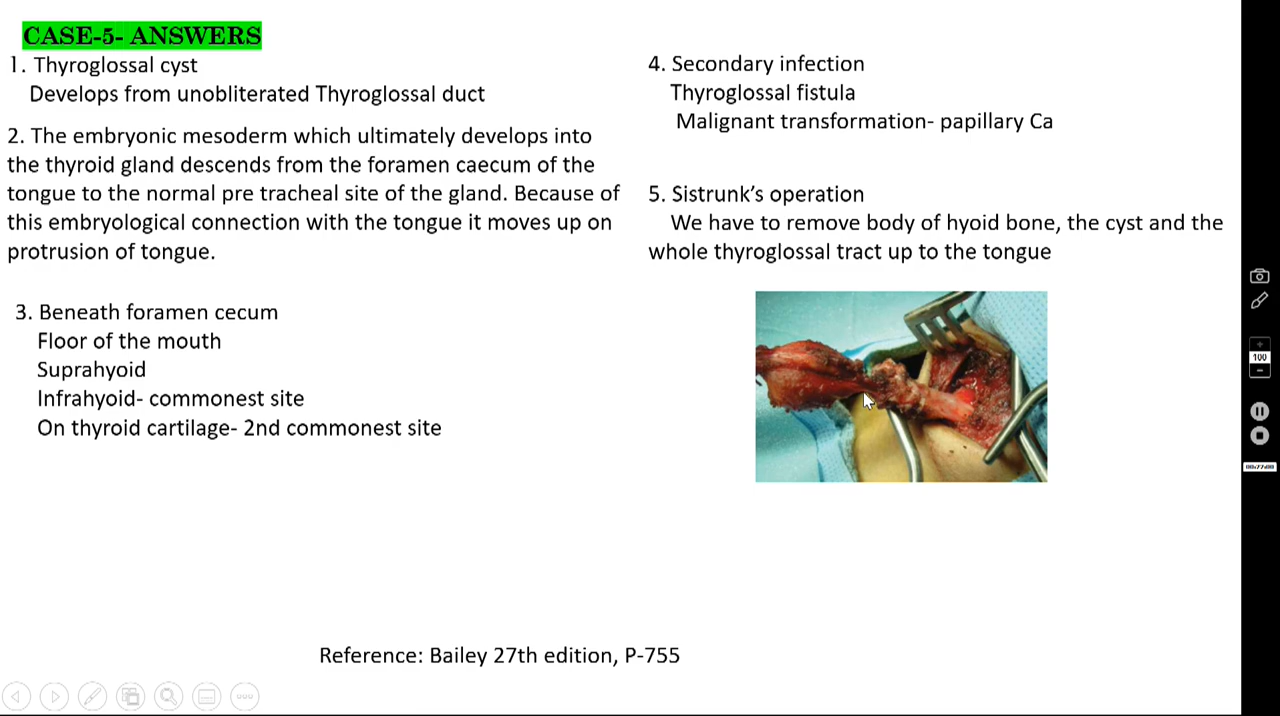 CASE-5- ANSWERS
1. Thyroglossal cyst
Develops from unobliterated Thyroglossal duct
2. The embryonic mesoderm which ultimately develops into
the thyroid gland descends from the foramen caecum of the
tongue to the normal pre tracheal site of the gland. Because of
this embryological connection with the tongue it moves up on
protrusion of tongue.
3. Beneath foramen cecum
Floor of the mouth
Suprahyoid
Infrahyoid- commonest site
On thyroid cartilage- 2nd commonest site
4. Secondary infection
Thyroglossal fistula
Malignant transformation- papillary Ca
5. Sistrunk’s operation
We have to remove body of hyoid bone, the cyst and the
whole thyroglossal tract up to the tongue
Reference: Bailey 27th edition, P-755
100